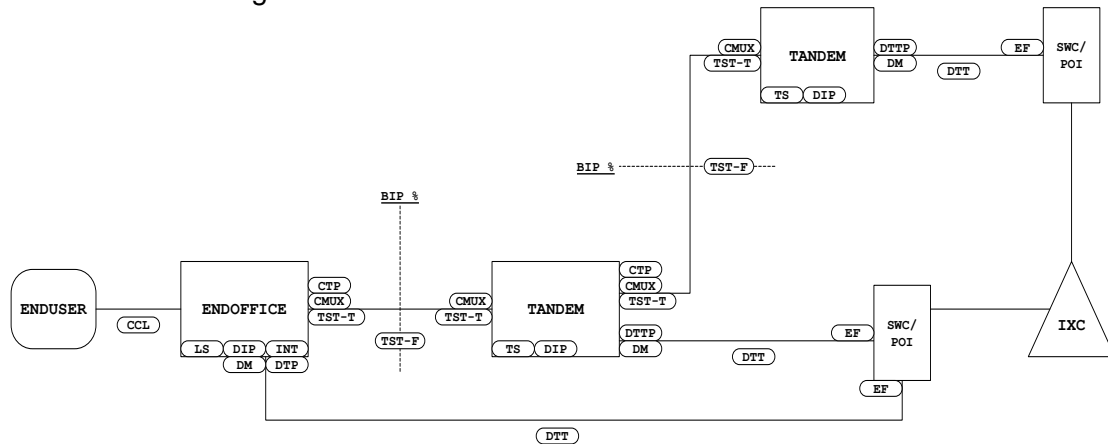 g
CMUX
TST-T
TANDEM
TS DIP
DTTP
DM
DTT
EF
SWC/
POI
BIP %
TST-F
BIP %
TST-F
ENDUSER
CCL
ENDOFFICE
LS DIP INT
DM DTP
CTP
CMUX
TST-T
CMUX
TST-T
TANDEM
TS DIP
CTP
CMUX
TST-T
DTTP
DM
DTT
EF
SWC/
POI
EF
IXC
DTT